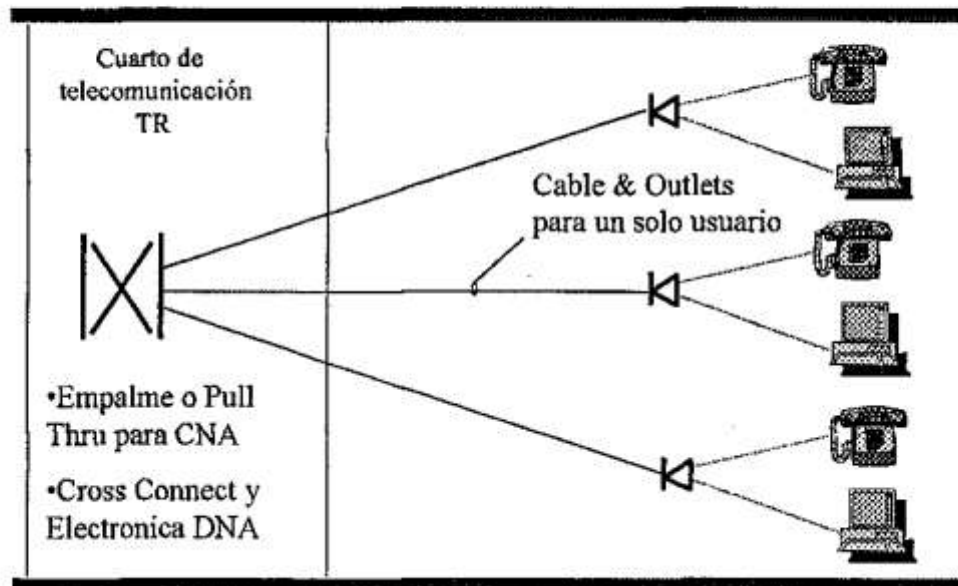 Cuarto de
telecomunicación
TR
Cable & Outlets
para un solo usuario
•Empalme o Pull
Thru para CNA
•Cross Connect y
Electronica DNA